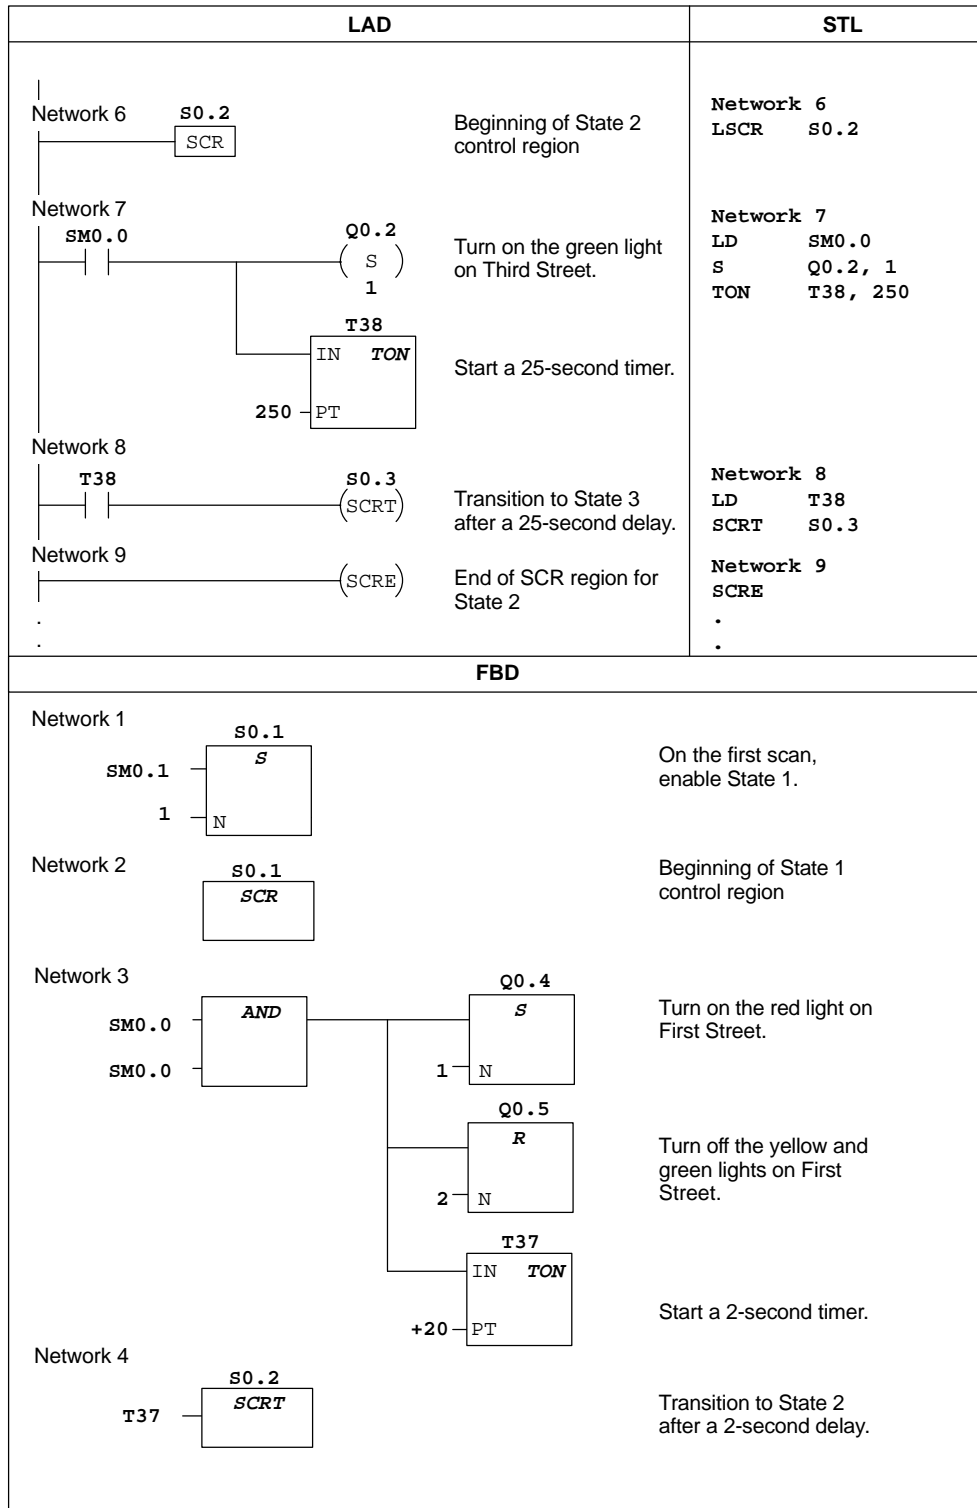 LAD
STL
Network 6
S0.2
SCR
Beginning of State 2
control region
Network 6
LSCR S0.2
Network 7
SM0.0
Q0.2
S
1
Turn on the green light
on Third Street.
Network 7
LD SM0.0
S Q0.2, 1
TON T38, 250
T38
IN TON
250 PT
Start a 25-second timer.
Network 8
T38
S0.3
SCRT
Transition to State 3
after a 25-second delay.
Network 8
LD T38
SCRT S0.3
Network 9
SCRE
End of SCR region for
State 2
.
.
Network 9
SCRE
.
.
FBD
Network 1
S0.1
S
SM0.1
1 N
On the first scan,
enable State 1.
Network 2
S0.1
SCR
Beginning of State 1
control region
Network 3
SM0.0
SM0.0
AND
Q0.4
S
1 N
Turn on the red light on
First Street.
Q0.5
R
2 N
Turn off the yellow and
green lights on First
Street.
T37
IN TON
+20 PT
Start a 2-second timer.
Network 4
S0.2
T37 SCRT
Transition to State 2
after a 2-second delay.